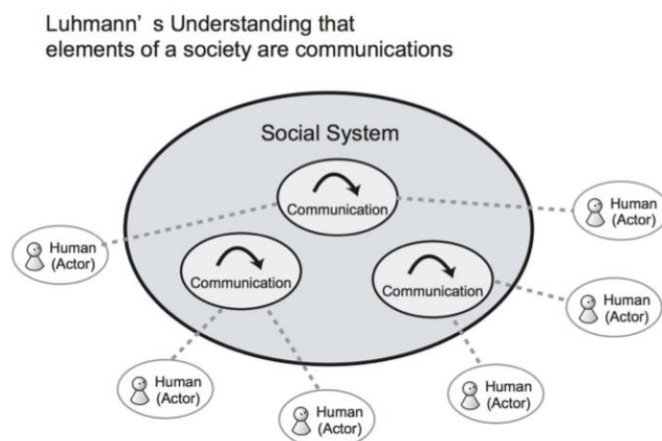 Luhmann’ s Understanding that
elements of a society are communications
Social System
Communication
Human
(Actor)
Human
(Actor)
Communication
Communication
Human
(Actor)
Human
(Actor)
Human
(Actor)
Human
(Actor)